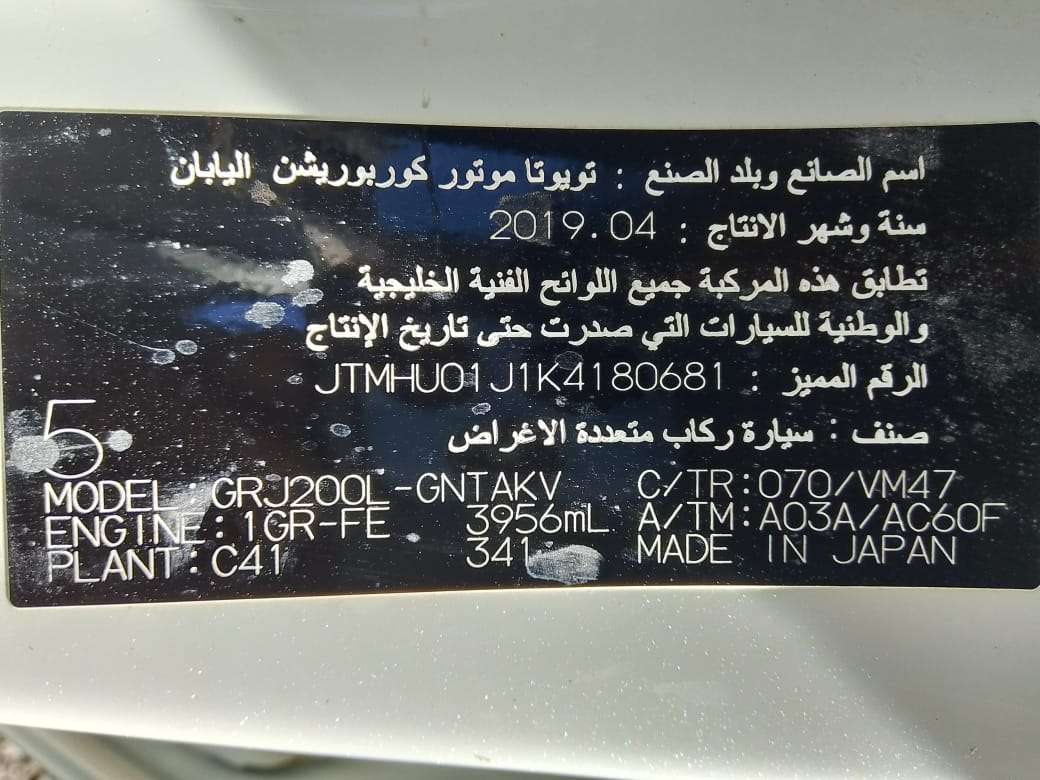 اسم الصانع وبلد الصنع : تويوتا موتور كوربوريشن اليابان
سنة وشهر الانتاج : 2019.04
تطابق هذه المركبة جميع اللوائح الفنية الخليجية
والوطنية للسيارات التي صدرت حتى تاريخ الإنتاج
الرقم المميز : JTMHU01J1K4180681
صنف : سيارة ركاب متعددة الاغراض
5
MODEL : GRJ200L-GNTAKV C/TR:070/VM47
ENGINE: 1GR-FE 3956mL A/TM:A03A/AC60F
PLANT: C41 341 MADE IN JAPAN